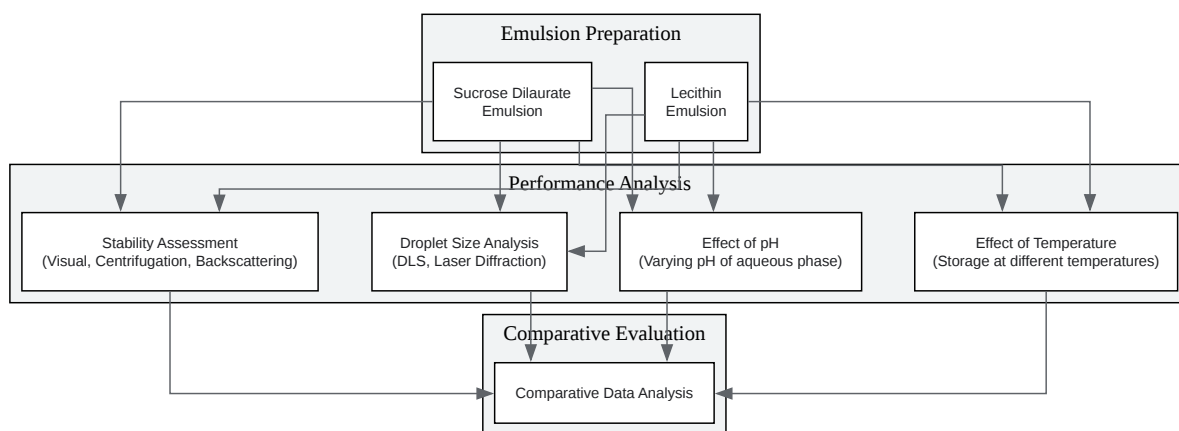 Emulsion Preparation
Sucrose Dilaurate
Emulsion
Lecithin
Emulsion
Performance Analysis
Stability Assessment
(Visual, Centrifugation, Backscattering)
Droplet Size Analysis
(DLS, Laser Diffraction)
Effect of pH
(Varying pH of aqueous phase)
Effect of Temperature
(Storage at different temperatures)
Comparative Evaluation
Comparative Data Analysis